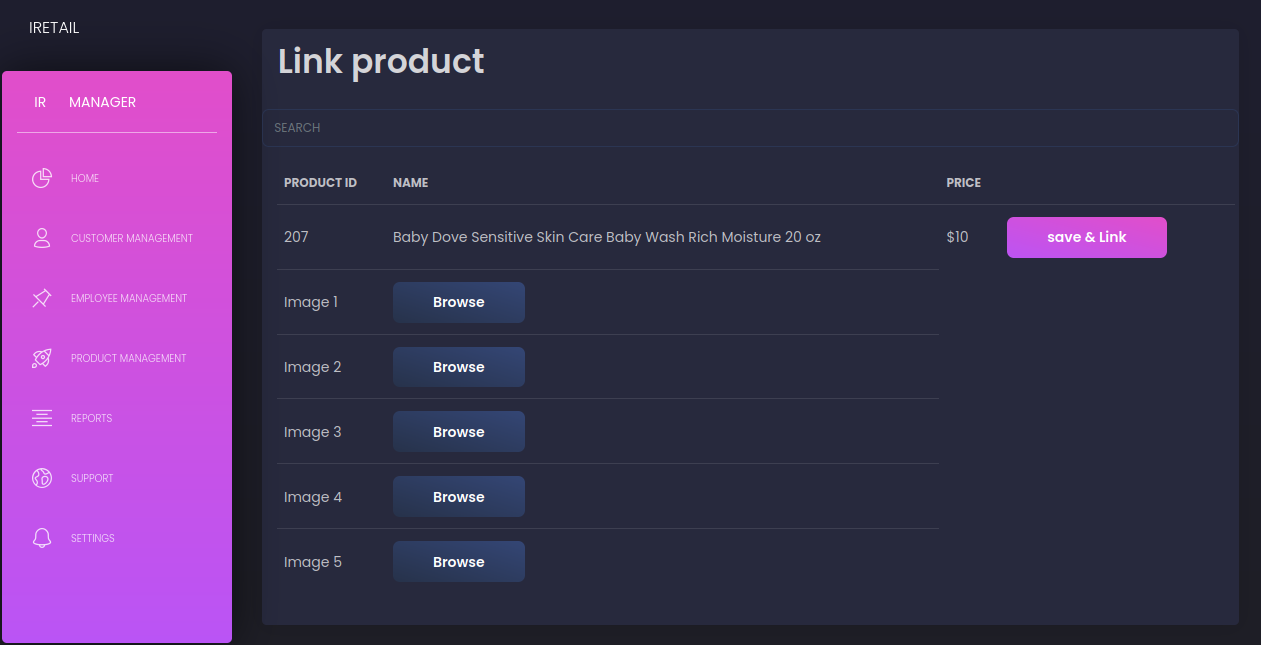 IRETAIL
IR MANAGER
HOME
CUSTOMER MANAGEMENT
EMPLOYEE MANAGEMENT
PRODUCT MANAGEMENT
REPORTS
SUPPORT
SETTINGS
Link product
SEARCH
PRODUCT ID NAME PRICE
207 Baby Dove Sensitive Skin Care Baby Wash Rich Moisture 20 oz $10 save & Link
Image 1 Browse
Image 2 Browse
Image 3 Browse
Image 4 Browse
Image 5 Browse